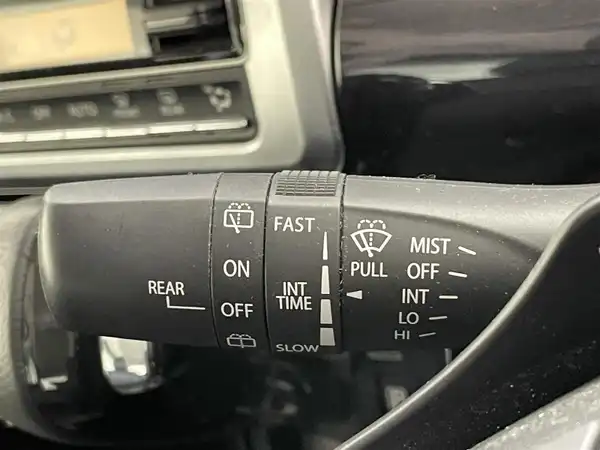 REAR
ON
OFF
FAST
INT
TIME
SLOW
PULL
MIST
OFF
INT
LO
HI